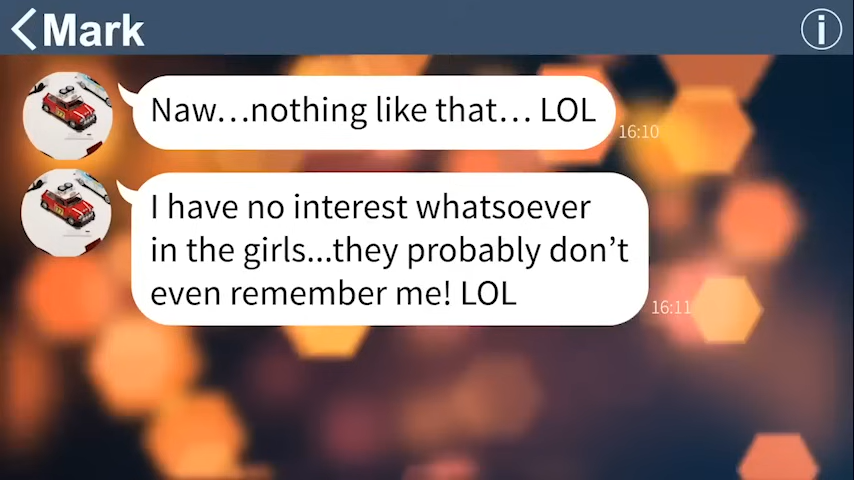 Mark
Naw...nothing like that... LOL
16:10
I have no interest whatsoever
in the girls...they probably don't
even remember me! LOL
16:11